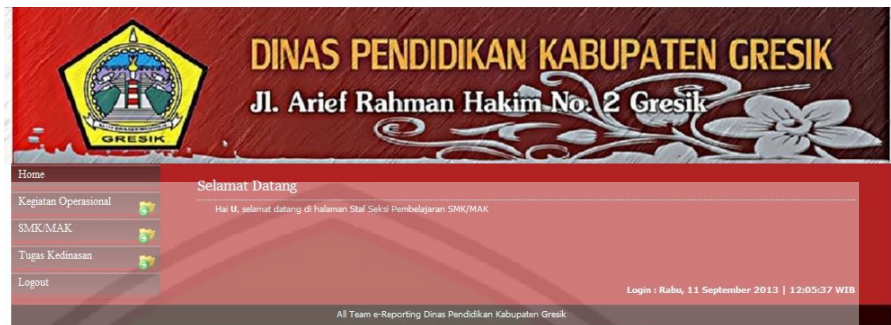 DINAS PENDIDIKAN KABUPATEN GRESIK
Jl. Arief Rahman Hakim No. 2 Gresik
GRESIK
Home
Kegiatan Operasional
SMK/MAK
Tugas Kedinasan
Logout
Selamat Datang
Hai U, selamat datang di halaman Staf Seksi Pembelajaran SMK/MAK
Login : Rabu, 11 September 2013 | 12:05:37 WIB
All Team e-Reporting Dinas Pendidikan Kabupaten Gresik